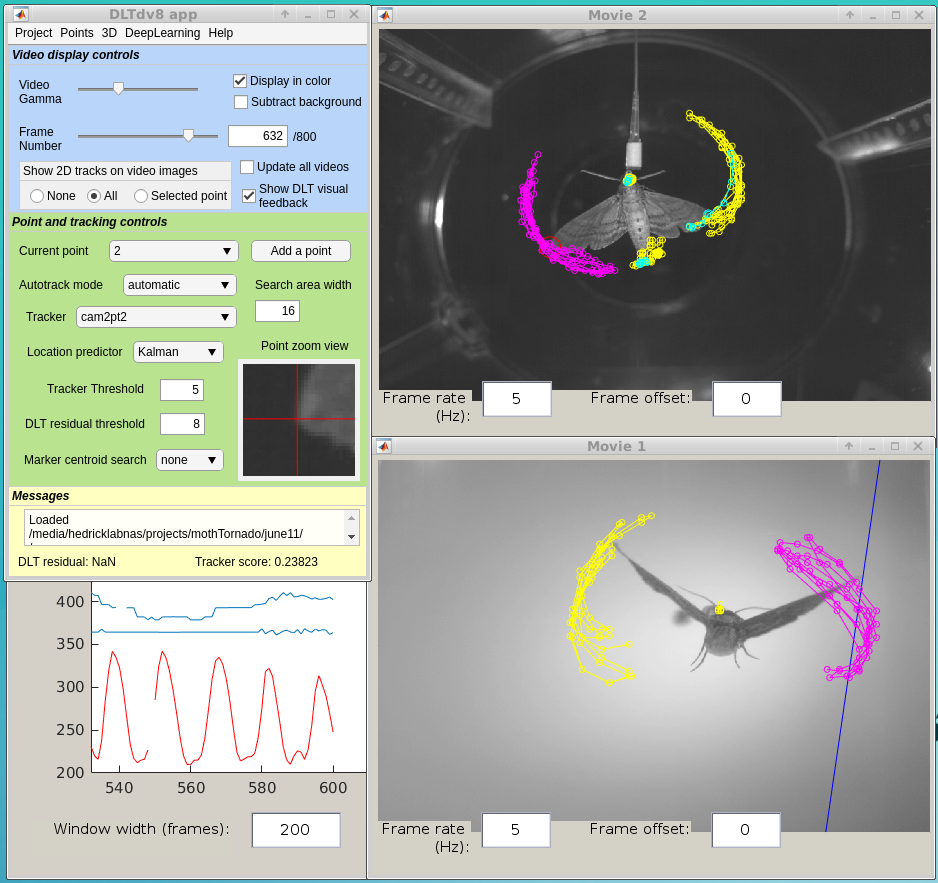 DLTdv8 app
Project Points 3D DeepLearning Help
Video display controls
Video
Gamma
Display in color
Subtract background
Frame
Number
632 /800
Show 2D tracks on video images
None All Selected point
Update all videos
Show DLT visual
feedback
Point and tracking controls
Current point 2 Add a point
Autotrack mode automatic Search area width
16
Tracker cam2pt2
Location predictor Kalman Point zoom view
Tracker Threshold 5
DLT residual threshold 8
Marker centroid search none
Messages
Loaded
/media/hedricklabnas/projects/mothTornado/june11/
DLT residual: NaN Tracker score: 0.23823
400
350
300
250
200
540 560 580 600
Window width (frames): 200
Movie 2
Frame rate
(Hz):
5
Frame offset: 0
Movie 1
Frame rate
(Hz):
5
Frame offset: 0